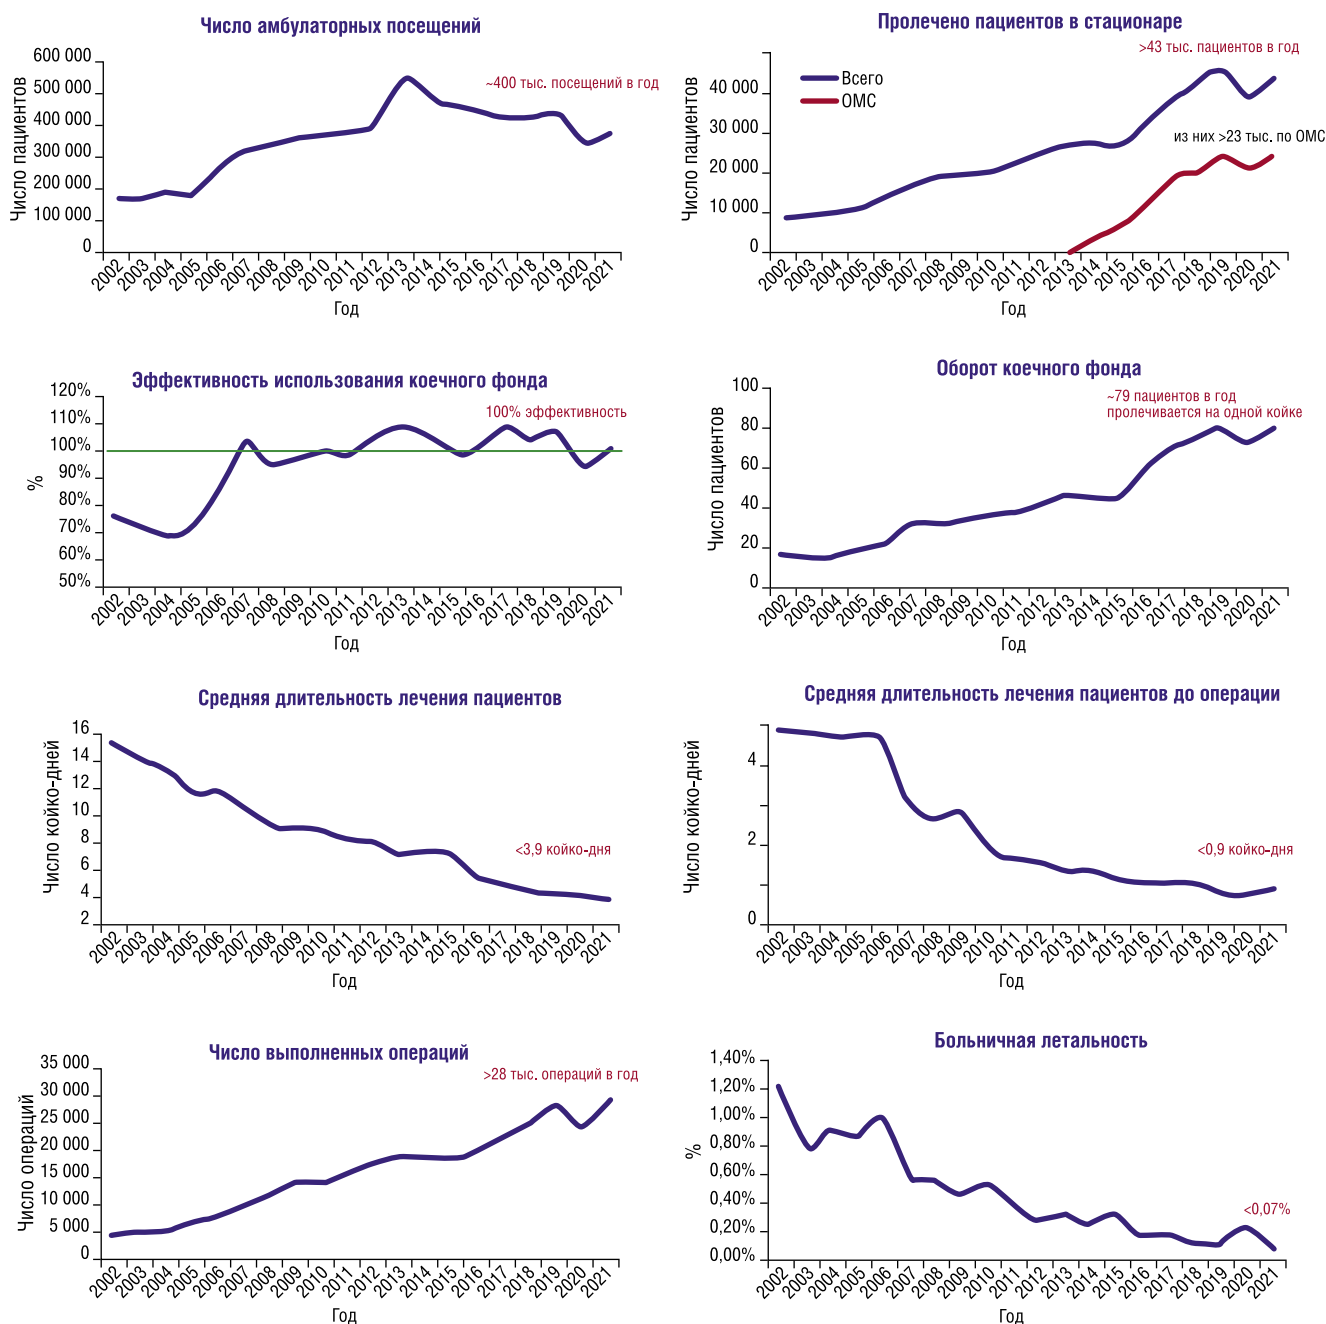 Число амбулаторных посещений
~400 тыс. посещений в год
Число пациентов
600 000
500 000
400 000
300 000
200 000
100 000
0
2002 2003 2004 2005 2006 2007 2008 2009 2010 2011 2012 2013 2014 2015 2016 2017 2018 2019 2020 2021
Год
Пролечено пациентов в стационаре
>43 тыс. пациентов в год
Всего
ОМС
из них >23 тыс. по ОМС
Число пациентов
40 000
30 000
20 000
10 000
0
2002 2003 2004 2005 2006 2007 2008 2009 2010 2011 2012 2013 2014 2015 2016 2017 2018 2019 2020 2021
Год
Эффективность использования коечного фонда
100% эффективность
%
120%
110%
100%
90%
80%
70%
60%
50%
2002 2003 2004 2005 2006 2007 2008 2009 2010 2011 2012 2013 2014 2015 2016 2017 2018 2019 2020 2021
Год
Оборот коечного фонда
~79 пациентов в год
пролечивается на одной койке
Число пациентов
100
80
60
40
20
0
2002 2003 2004 2005 2006 2007 2008 2009 2010 2011 2012 2013 2014 2015 2016 2017 2018 2019 2020 2021
Год
Средняя длительность лечения пациентов
<3,9 койко-дня
Число койко-дней
16
14
12
10
8
6
4
2
2002 2003 2004 2005 2006 2007 2008 2009 2010 2011 2012 2013 2014 2015 2016 2017 2018 2019 2020 2021
Год
Средняя длительность лечения пациентов до операции
<0,9 койко-дня
Число койко-дней
4
2
0
2002 2003 2004 2005 2006 2007 2008 2009 2010 2011 2012 2013 2014 2015 2016 2017 2018 2019 2020 2021
Год
Число выполненных операций
>28 тыс. операций в год
Число операций
35 000
30 000
25 000
20 000
15 000
10 000
5 000
0
2002 2003 2004 2005 2006 2007 2008 2009 2010 2011 2012 2013 2014 2015 2016 2017 2018 2019 2020 2021
Год
Больничная летальность
<0,07%
%
1,40%
1,20%
1,00%
0,80%
0,60%
0,40%
0,20%
0,00%
2002 2003 2004 2005 2006 2007 2008 2009 2010 2011 2012 2013 2014 2015 2016 2017 2018 2019 2020 2021
Год